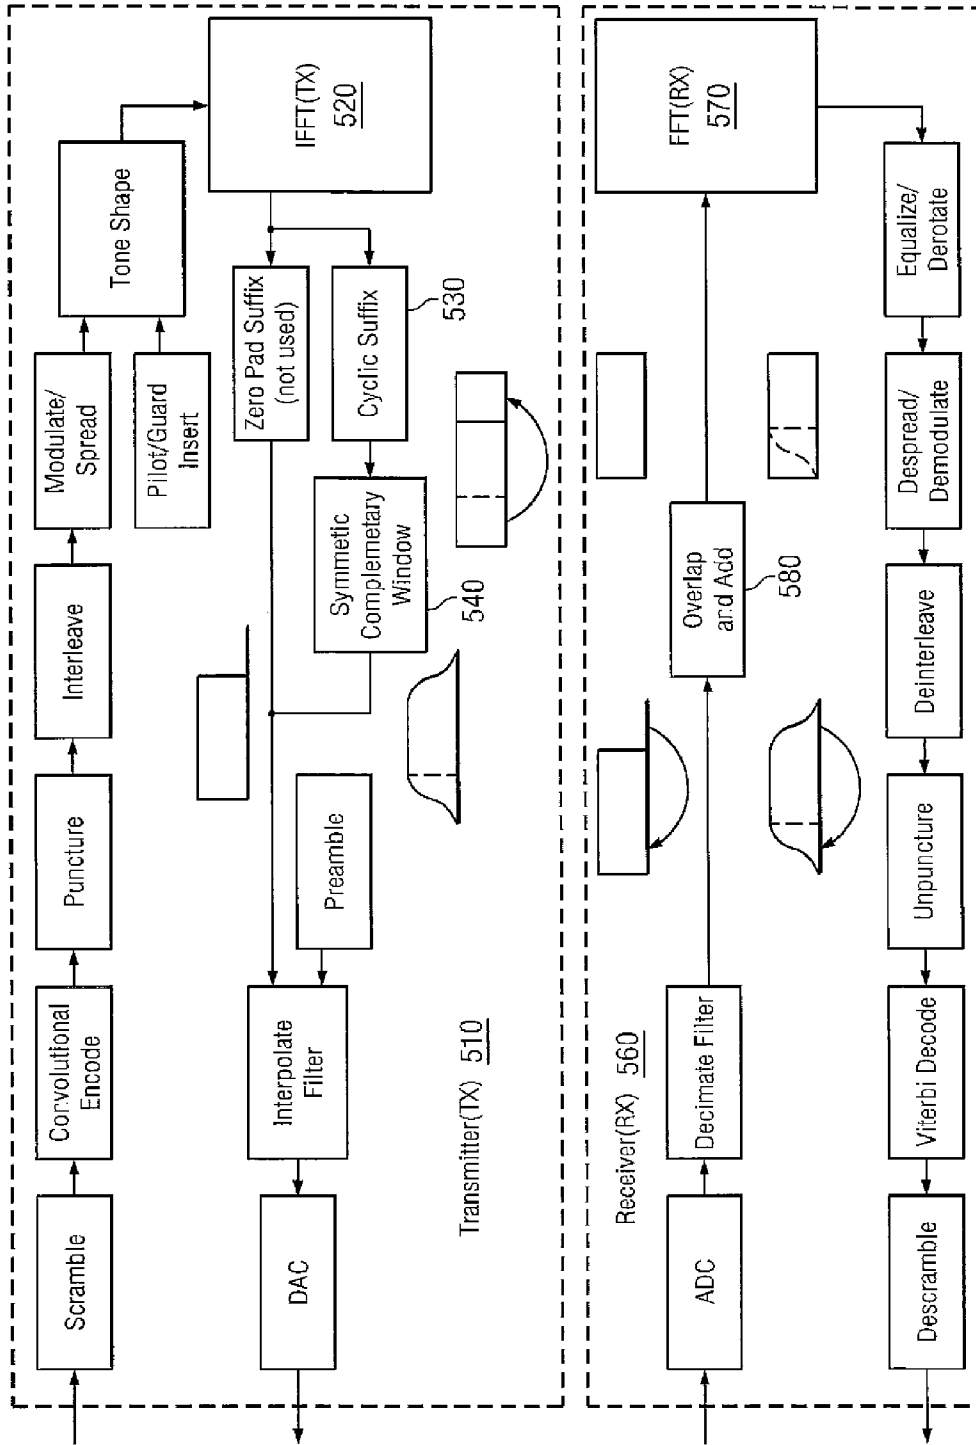 Scramble
Convolutional
Encode
Puncture
Interleave
Modulate/
Spread
Pilot/Guard
Insert
Tone Shape
IFFT(TX)
520
Zero Pad Suffix
(not used)
Cyclic Suffix
530
Symmetic
Complemetary
Window
540
Preamble
Interpolate
Filter
DAC
Transmitter(TX) 510
Receiver(RX) 560
ADC
Decimate Filter
Overlap
and Add
580
FFT(RX)
570
Equalize/
Derotate
Despread/
Demodulate
Deinterleave
Unpuncture
Viterbi Decode
Descramble